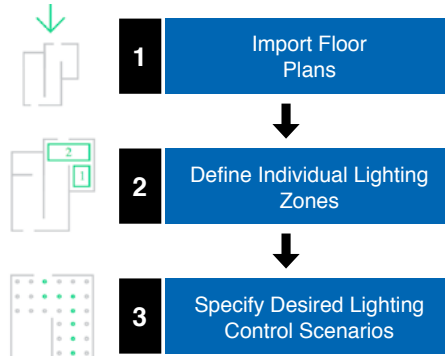 1
Import Floor
Plans
2
1
2
Define Individual Lighting
Zones
3
Specify Desired Lighting
Control Scenarios